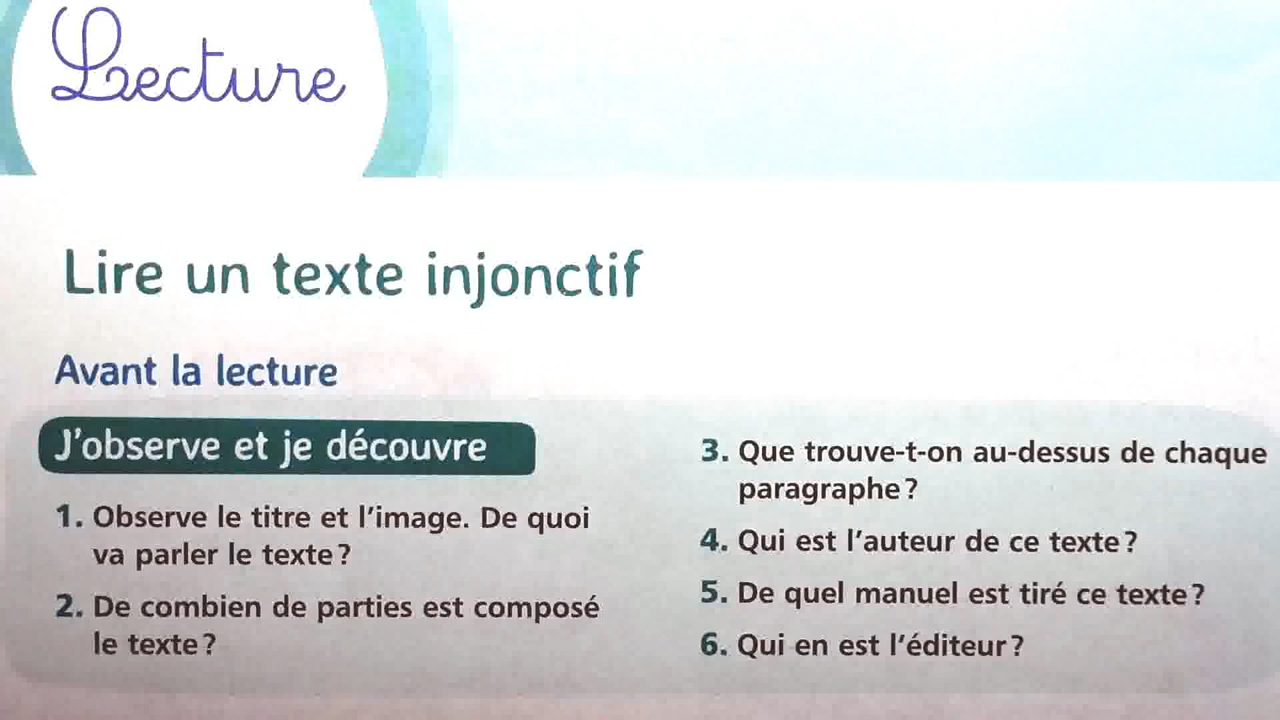 Lecture
Lire un texte injonctif
Avant la lecture
J'observe et je découvre
1. Observe le titre et l'image. De quoi
va parler le texte ?
2. De combien de parties est composé
le texte ?
3. Que trouve-t-on au-dessus de chaque
paragraphe ?
4. Qui est l'auteur de ce texte ?
5. De quel manuel est tiré ce texte ?
6. Qui en est l'éditeur ?